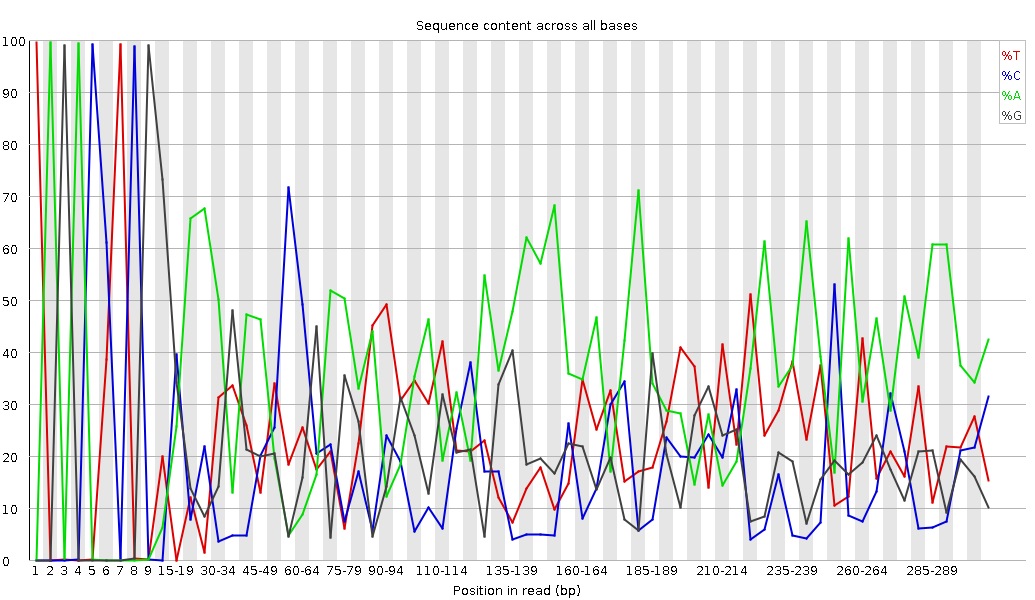 Sequence content across all bases
100
90
80
70
60
50
40
30
20
10
0
%T
%C
%A
%G
1 2 3 4 5 6 7 8 9 15-19 30-34 45-49 60-64 75-79 90-94 110-114 135-139 160-164 185-189 210-214 235-239 260-264 285-289
Position in read (bp)